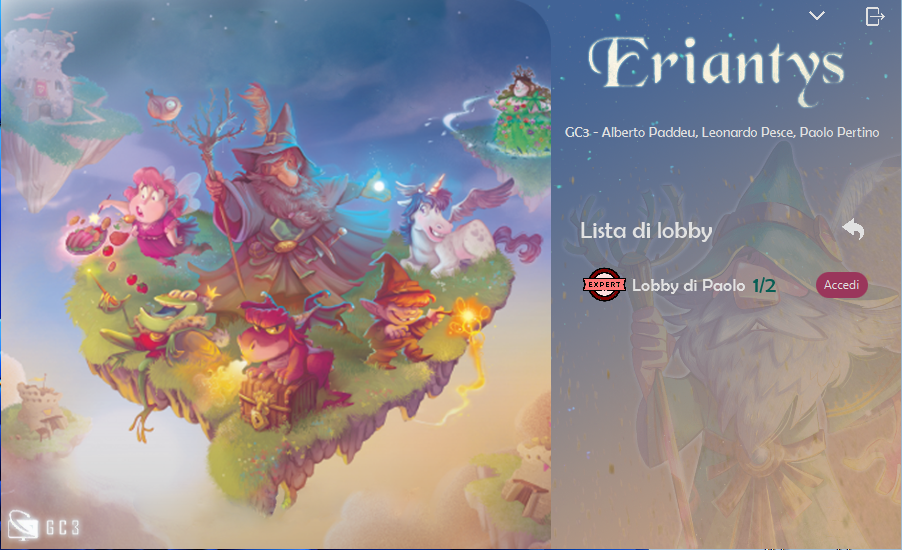 Eriantys
GC3 - Alberto Paddeu, Leonardo Pesce, Paolo Pertino
Lista di lobby
EXPERT Lobby di Paolo 1/2 Accedi
GC3